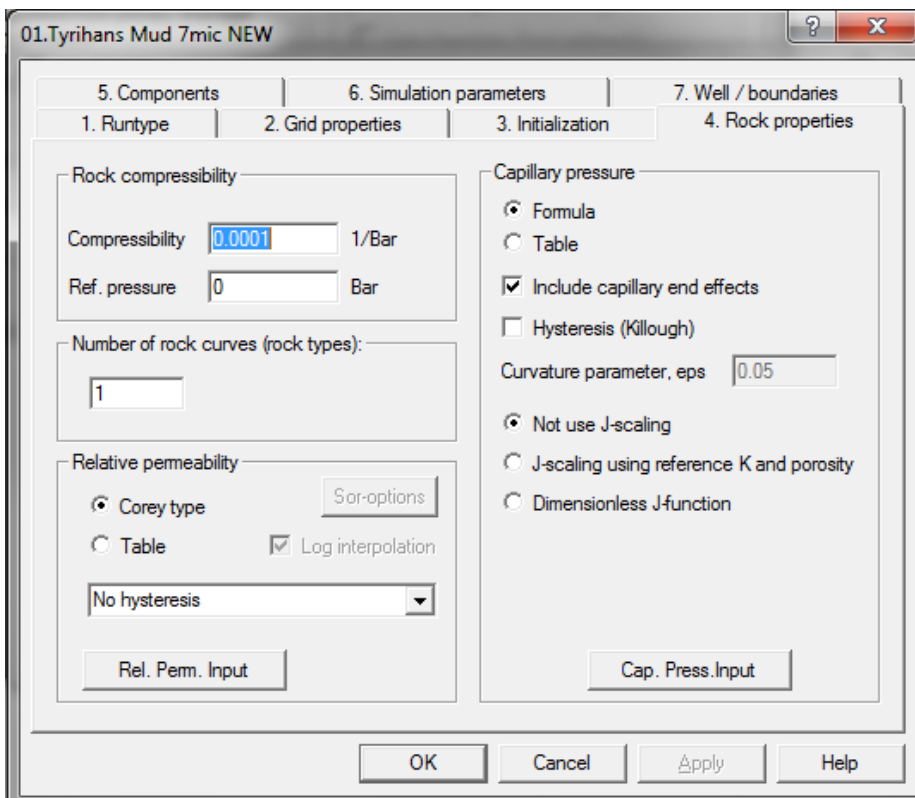 01.Tyrihans Mud 7mic NEW
?
X
5. Components
6. Simulation parameters
7. Well / boundaries
1. Runtype
2. Grid properties
3. Initialization
4. Rock properties
Rock compressibility
Compressibility 0.0001 1/Bar
Ref. pressure 0 Bar
Number of rock curves (rock types):
1
Relative permeability
Sor-options
Corey type
Table
Log interpolation
No hysteresis
Rel. Perm. Input
Capillary pressure
Formula
Table
Include capillary end effects
Hysteresis (Killough)
Curvature parameter, eps 0.05
Not use J-scaling
J-scaling using reference K and porosity
Dimensionless J-function
Cap. Press.Input
OK
Cancel
Apply
Help